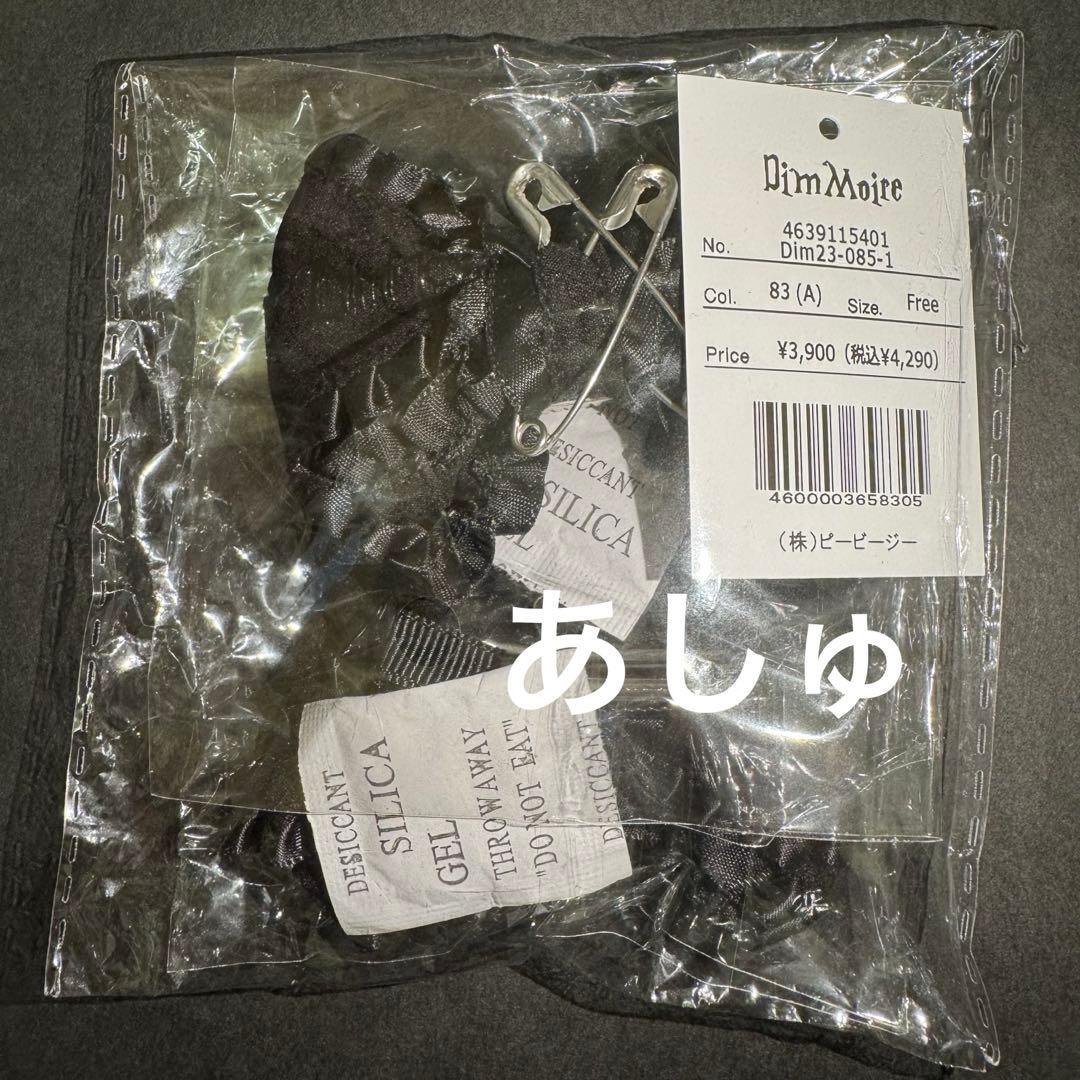 Dim Moire
4639115401
No. Dim23-085-1
Col. 83 (A) Size. Free
Price ¥3,900 (税込¥4,290)
4600003658305
(株)ピービージー
NOT
DESICCANT
SILICA
L
あしゅ
DESICCANT
SILICA
GEL
THROWAWAY
"DO NOT EAT"
DESICCANT